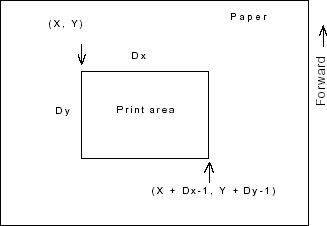 Paper
(X, Y)
Dx
Forward
Dy
Print area
(X + Dx-1, Y + Dy-1)